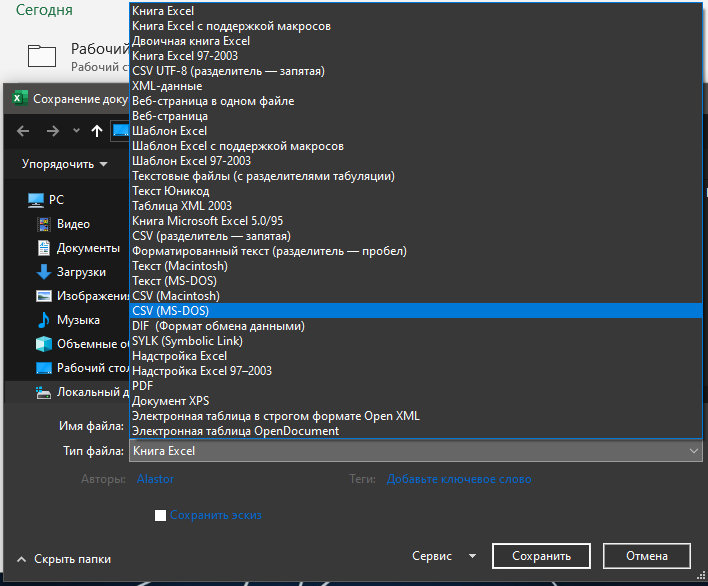 Сегодня
Рабочий
Рабочий с
Сохранение доку
Книга Excel
Книга Excel с поддержкой макросов
Двоичная книга Excel
Книга Excel 97-2003
CSV UTF-8 (разделитель — запятая)
XML-данные
Веб-страница в одном файле
Веб-страница
Шаблон Excel
Шаблон Excel с поддержкой макросов
Шаблон Excel 97-2003
Текстовые файлы (с разделителями табуляции)
Текст Юникод
Таблица XML 2003
Книга Microsoft Excel 5.0/95
CSV (разделитель — запятая)
Форматированный текст (разделитель — пробел)
Текст (Macintosh)
Текст (MS-DOS)
CSV (Macintosh)
CSV (MS-DOS)
DIF (Формат обмена данными)
SYLK (Symbolic Link)
Надстройка Excel
Надстройка Excel 97–2003
PDF
Документ XPS
Электронная таблица в строгом формате Open XML
Электронная таблица OpenDocument
Упорядочить
PC
Видео
Документы
Загрузки
Изображени
Музыка
Объемные об
Рабочий стол
Локальный д
Имя файла:
Тип файла: Книга Excel
Авторы: Alastor Теги: Добавьте ключевое слово
Сохранить эскиз
Скрыть папки Сервис Сохранить Отмена